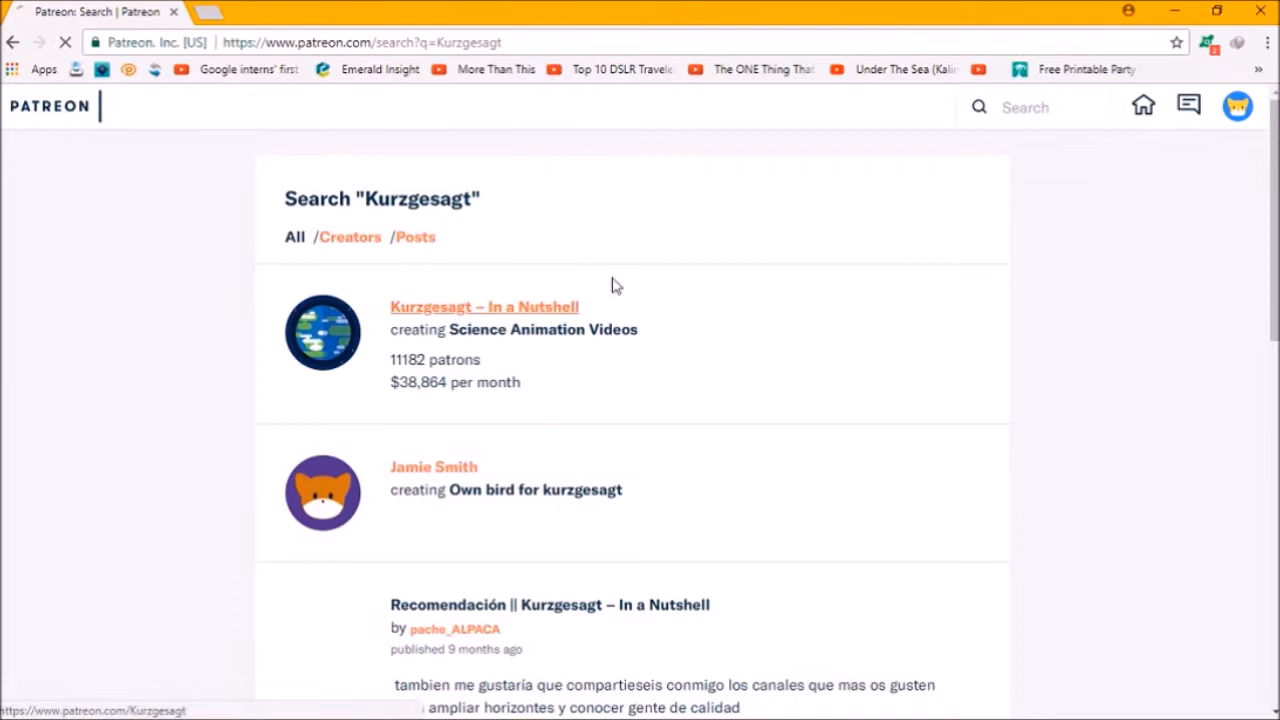 Patreon: Search | Patreon
Patreon, Inc. [US] | https://www.patreon.com/search?q=Kurzgesagt
Apps Google interns' first Emerald Insight More Than This Top 10 DSLR Travele The ONE Thing Tha Under The Sea (Kali Free Printable Party »
PATREON Search
Search "Kurzgesagt"
All /Creators /Posts
Kurzgesagt – In a Nutshell
creating Science Animation Videos
11182 patrons
$38,864 per month
Jamie Smith
creating Own bird for kurzgesagt
Recomendación || Kurzgesagt – In a Nutshell
by pache_ALPACA
published 9 months ago
tambien me gustaría que compartieseis conmigo los canales que mas os gusten
ampliar horizontes y conocer gente de calidad
https://www.patreon.com/Kurzgesagt